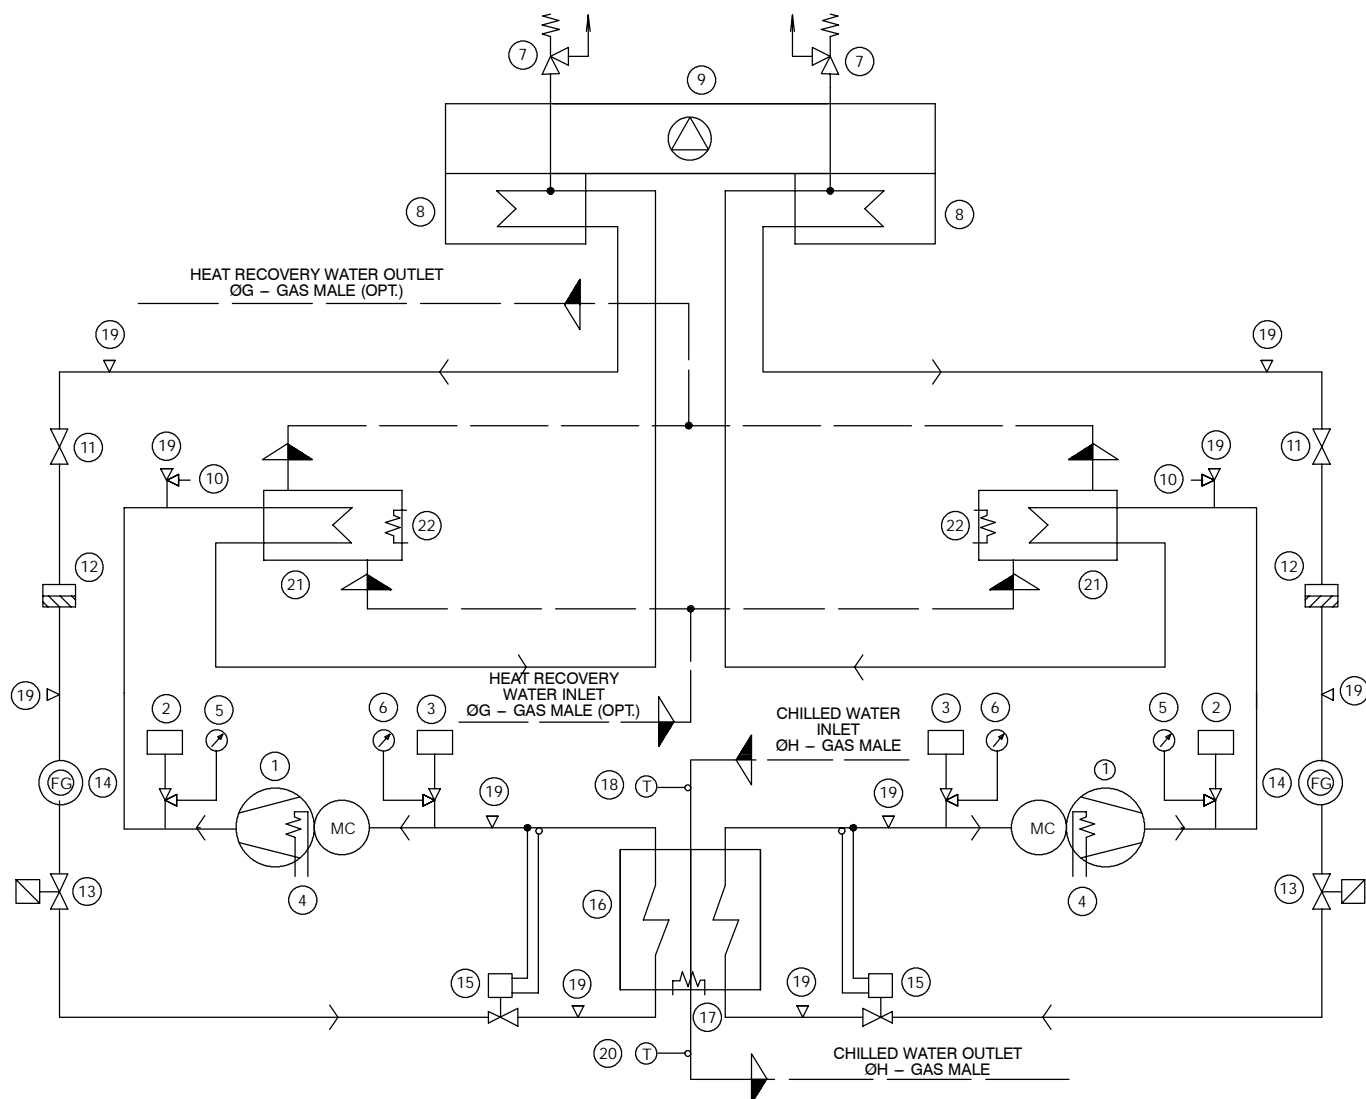 7
7
9
8
8
HEAT RECOVERY WATER OUTLET
ØG – GAS MALE (OPT.)
19
19
11
19
10
10
19
11
22
22
12
21
21
12
19
HEAT RECOVERY
WATER INLET
ØG – GAS MALE (OPT.)
19
2
5
6
3
CHILLED WATER
INLET
ØH – GAS MALE
3
6
5
2
FG
14
1
18
T
1
14
FG
19
19
MC
MC
13
4
16
4
13
15
19
17
19
15
20
T
CHILLED WATER OUTLET
ØH – GAS MALE